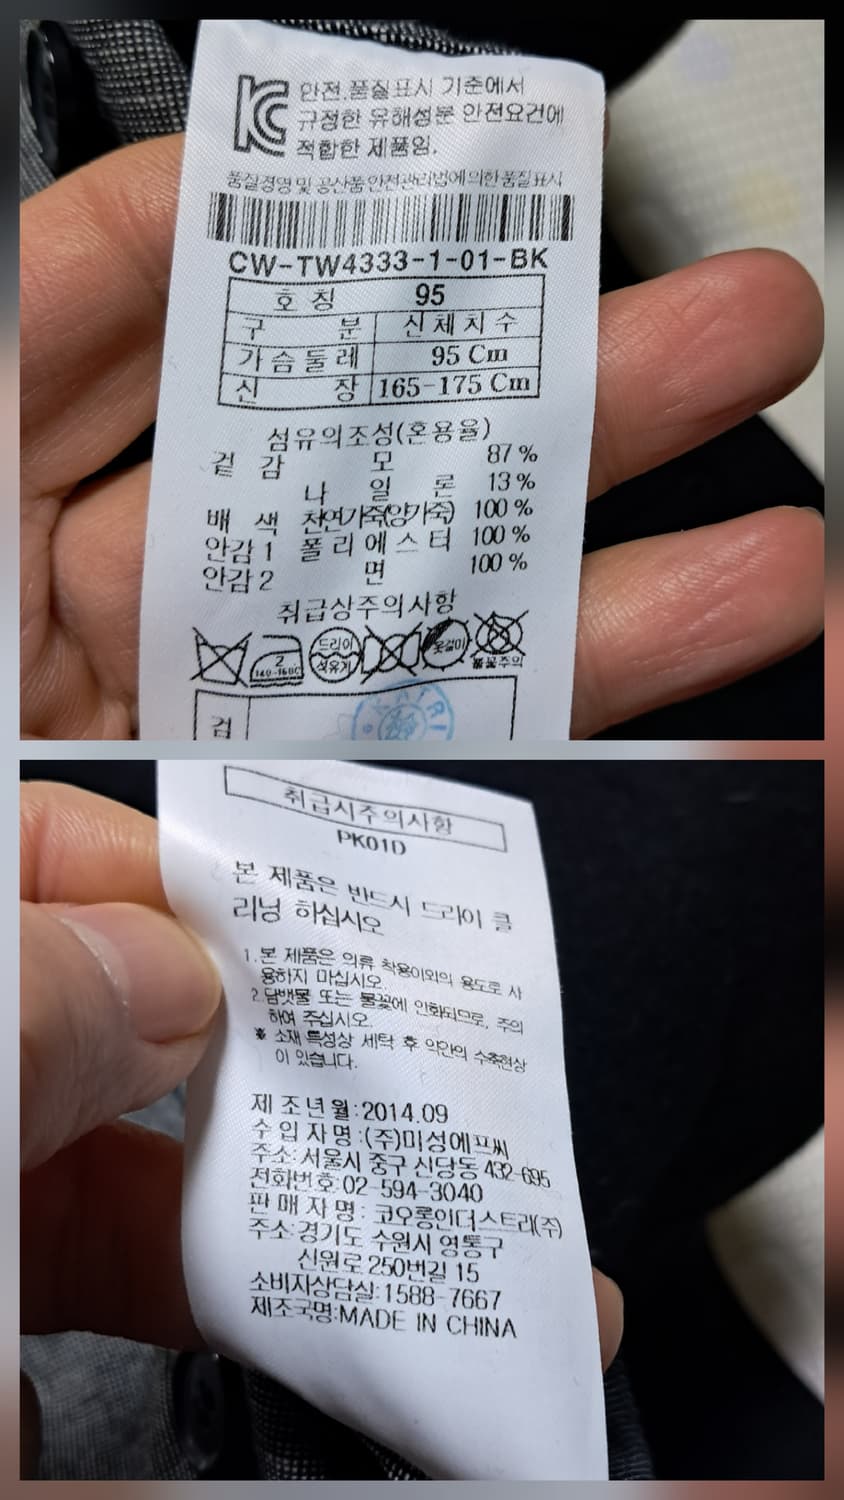 KC 안전.품질표시 기준에서
규정한 유해성분 안전요건에
적합한 제품임.
품질경영및 공산품안전관리법에의한품질표시
CW-TW4333-1-01-BK
호 칭 95
구 분 신 체 치 수
가 슴 둘 레 95 Cm
신 장 165-175 Cm
섬유의조성(혼용율)
겉 감 모 87 %
나 일 론 13 %
배 색 천연가죽(양가죽) 100 %
안감1 폴 리 에 스 터 100 %
안감2 면 100 %
취급상주의사항
2
드리이
석유계
옷걸이
불꽃주의
검
취급시주의사항
PK01D
본 제품은 반드시 드라이 클
리닝 하십시오
1.본 제품은 의류 착용이외의 용도로 사
용하지 마십시오.
2.담뱃물 또는 불꽃에 인화되므로, 주의
하여 주십시오.
※ 소재 특성상 세탁 후 약간의 수축현상
이 있습니다.
제 조 년 월:2014.09
수 입 자 명 :(주)미성에프씨
주소:서울시 중구 신당동 432-695
전화번호:02-594-3040
판 매 자 명 : 코오롱인더스트리(주)
주소:경기도 수원시 영통구
신원로250번길 15
소비자상담실:1588-7667
제조국명:MADE IN CHINA